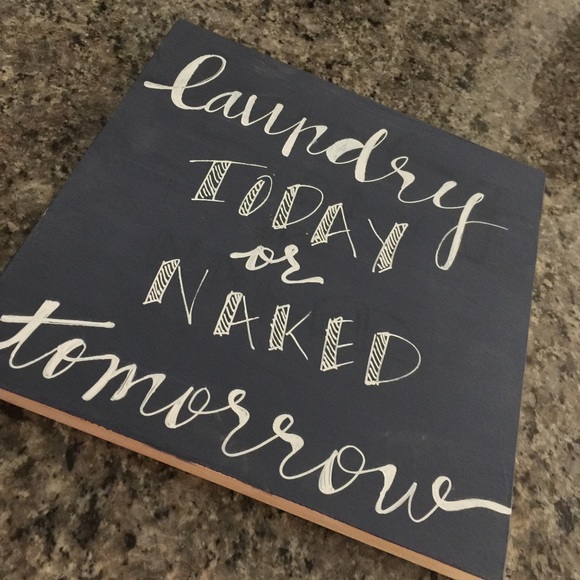 laundry
TODAY
or
NAKED
tomorrow